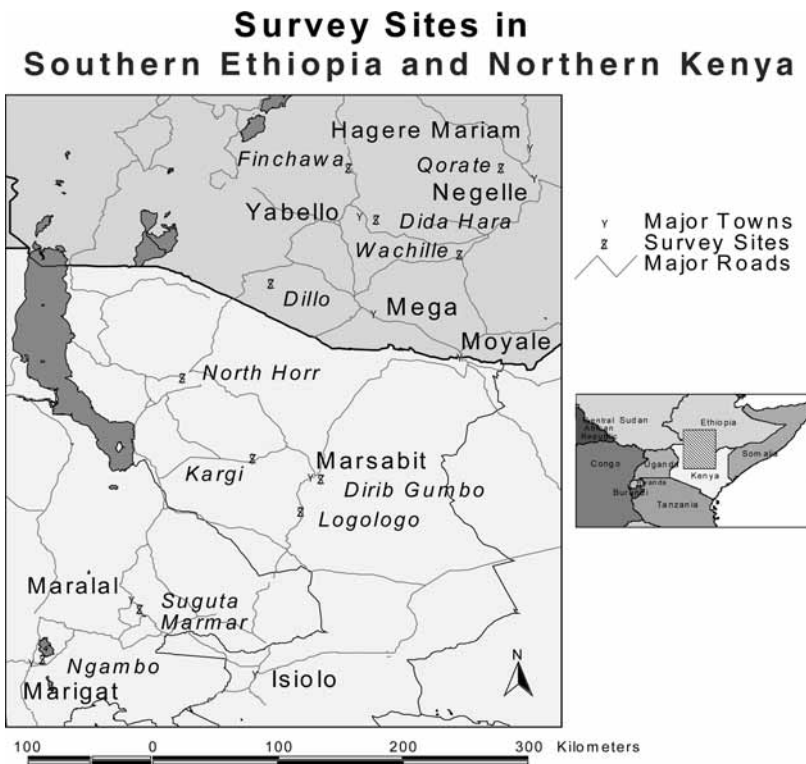 Survey Sites in
Southern Ethiopia and Northern Kenya
Hagere Mariam
Finchawa
Qorate
Negelle
Yabello
Dida Hara
Wachille
Dillo
Mega
Moyale
North Horr
Kargi
Marsabit
Dirib Gumbo
Logologo
Maralal
Suguta
Marmar
Ngambo
Marigat
Isiolo
N
Major Towns
Survey Sites
Major Roads
Sudan
Ethiopia
Somalia
Congo
Uganda
Kenya
Burundi
Tanzania
100 0 100 200 300 Kilometers